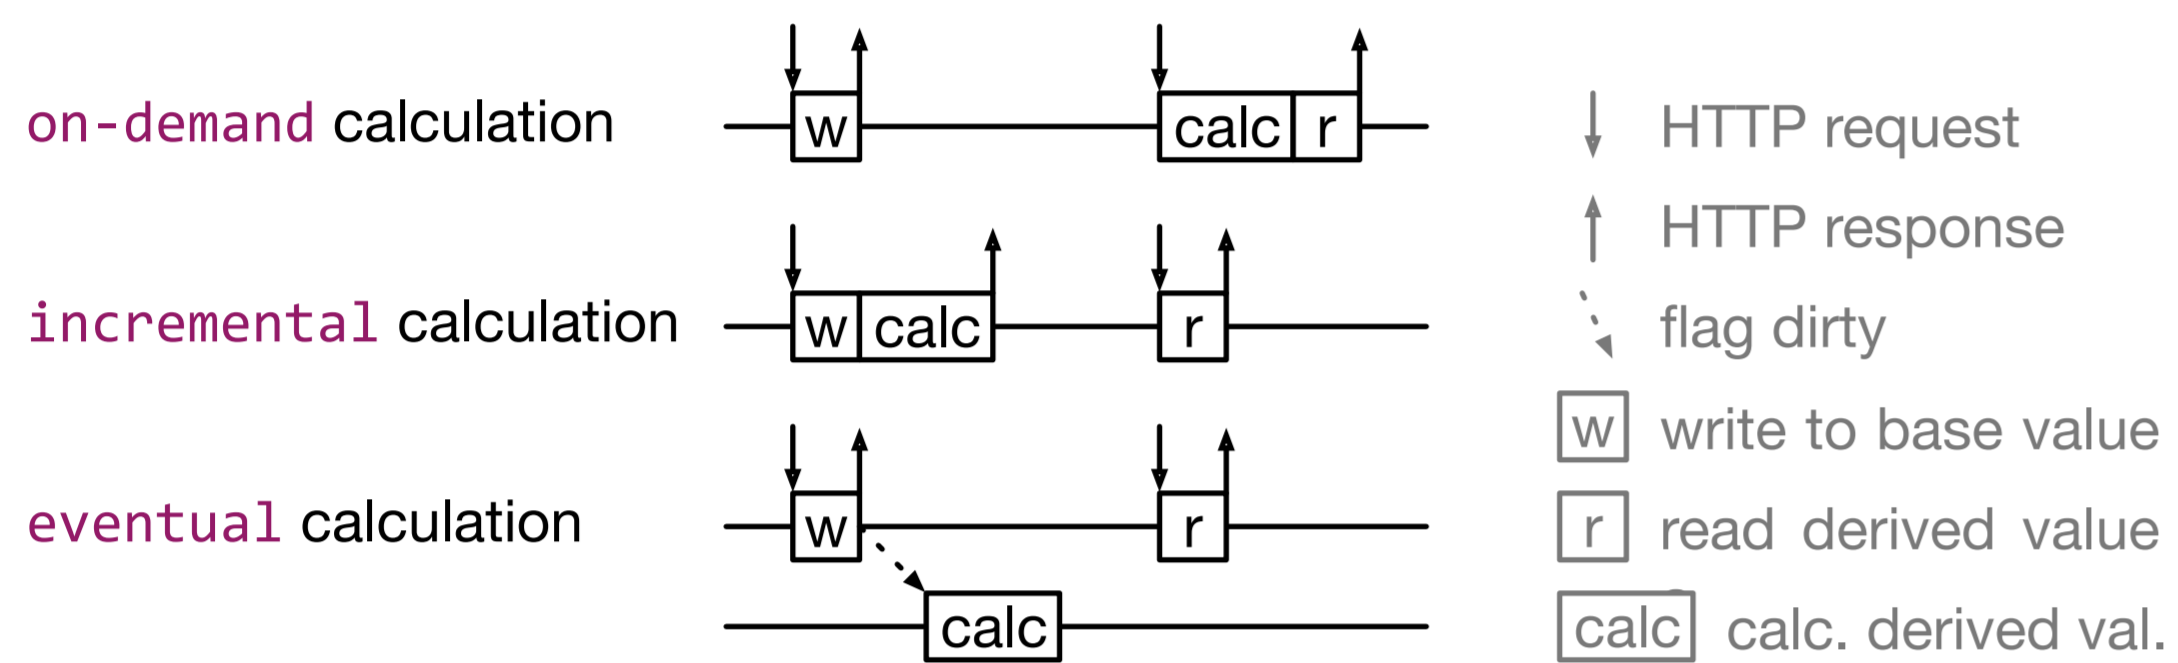 on-demand calculation
w
calc r
HTTP request
HTTP response
incremental calculation
w calc
r
flag dirty
w write to base value
eventual calculation
w
r
r read derived value
calc
calc calc. derived val.